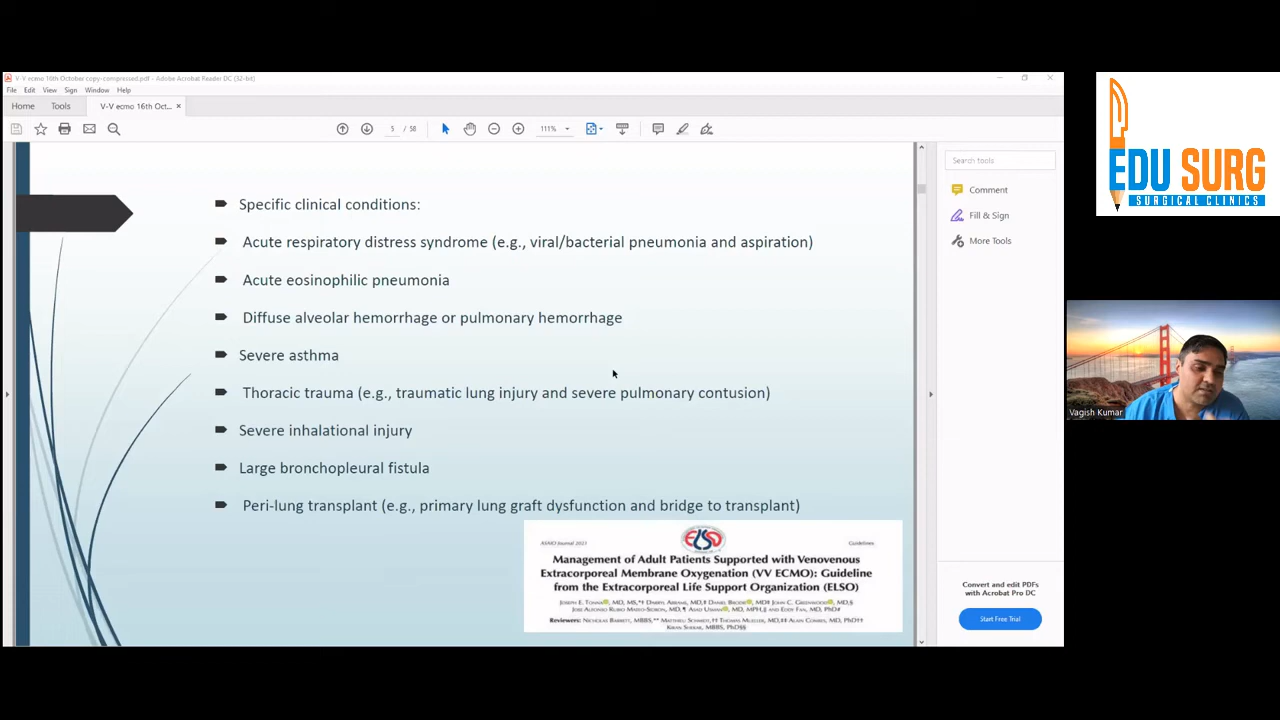 V-V ecmo 16th October copy-compressed.pdf - Adobe Acrobat Reader DC (32-bit)
File Edit View Sign Window Help
Home Tools V-V ecmo 16th Oct... ×
5 / 58 111%
Specific clinical conditions:
Acute respiratory distress syndrome (e.g., viral/bacterial pneumonia and aspiration)
Acute eosinophilic pneumonia
Diffuse alveolar hemorrhage or pulmonary hemorrhage
Severe asthma
Thoracic trauma (e.g., traumatic lung injury and severe pulmonary contusion)
Severe inhalational injury
Large bronchopleural fistula
Peri-lung transplant (e.g., primary lung graft dysfunction and bridge to transplant)
ASAIO Journal 2021
ELSO
Guidelines
Management of Adult Patients Supported with Venovenous
Extracorporeal Membrane Oxygenation (VV ECMO): Guideline
from the Extracorporeal Life Support Organization (ELSO)
Search tools
Comment
Fill & Sign
More Tools
Convert and edit PDFs
with Acrobat Pro DC
Start Free Trial
EDU SURG
SURGICAL CLINICS
Vagish Kumar